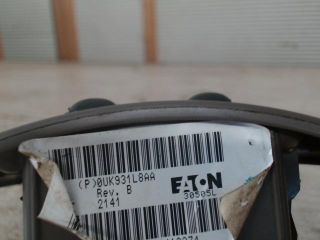 (P)0UK931L8AA
Rev. B
2141
EATON
30505L